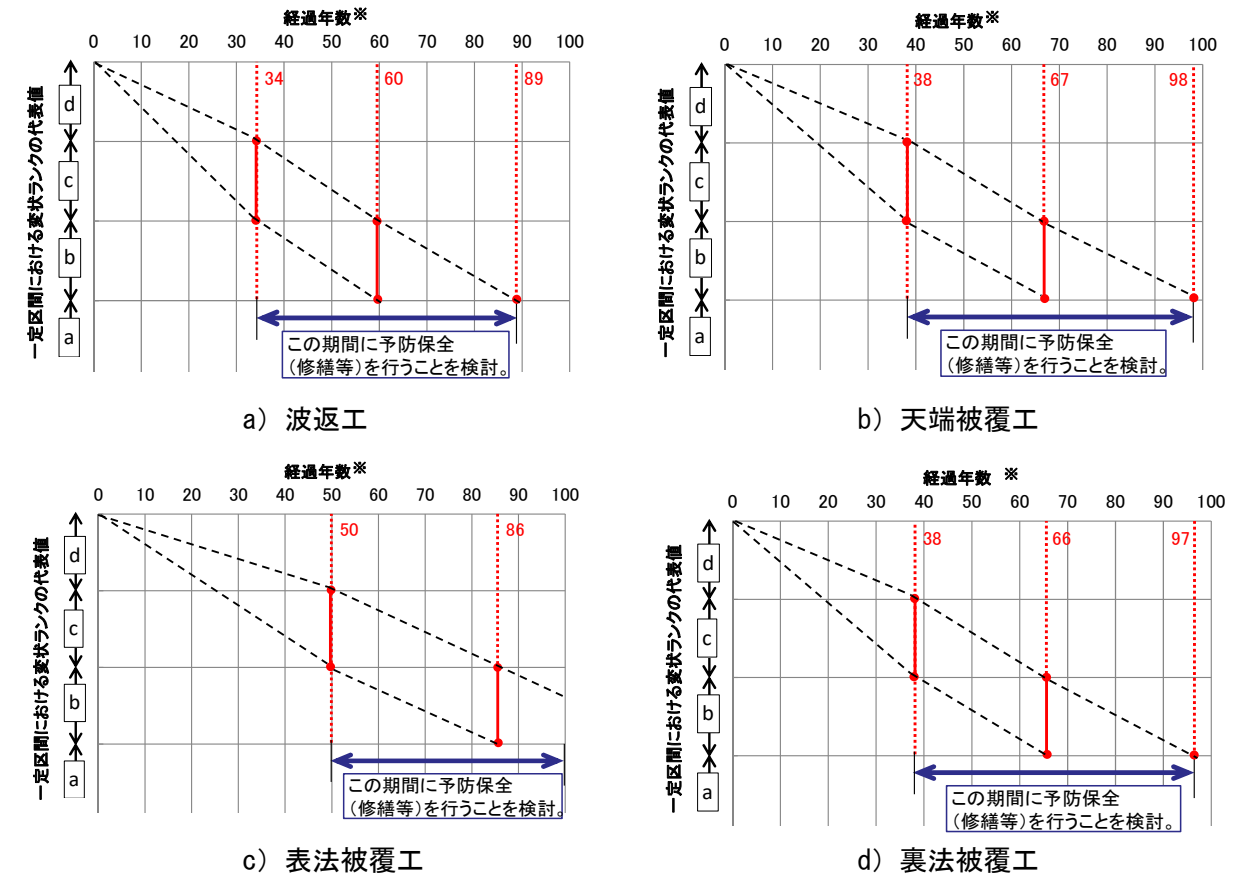 経過年数※
0 10 20 30 40 50 60 70 80 90 100
34 60 89
一定区間における変状ランクの代表値
d
c
b
a
この期間に予防保全
（修繕等）を行うことを検討。
a) 波返工
経過年数※
0 10 20 30 40 50 60 70 80 90 100
38 67 98
一定区間における変状ランクの代表値
d
c
b
a
この期間に予防保全
（修繕等）を行うことを検討。
b) 天端被覆工
経過年数※
0 10 20 30 40 50 60 70 80 90 100
50 86
一定区間における変状ランクの代表値
d
c
b
a
この期間に予防保全
（修繕等）を行うことを検討。
c) 表法被覆工
経過年数 ※
0 10 20 30 40 50 60 70 80 90 100
38 66 97
一定区間における変状ランクの代表値
d
c
b
a
この期間に予防保全
（修繕等）を行うことを検討。
d) 裏法被覆工